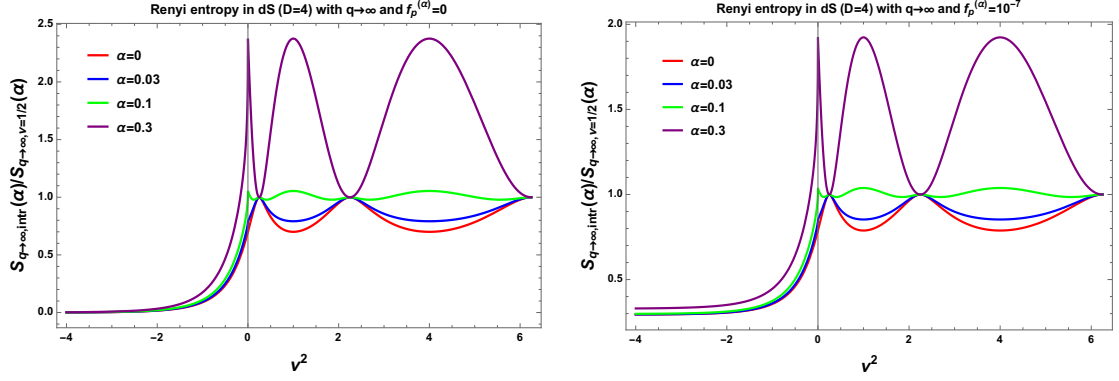 Renyi entropy in dS (D=4) with q→∞ and f_p^(α)=0
S_q→∞,intr(α)/S_q→∞,ν=1/2(α)
2.5
2.0
1.5
1.0
0.5
0.0
α=0
α=0.03
α=0.1
α=0.3
-4 -2 0 2 4 6
ν²
Renyi entropy in dS (D=4) with q→∞ and f_p^(α)=10⁻⁷
S_q→∞,intr(α)/S_q→∞,ν=1/2(α)
2.0
1.5
1.0
0.5
α=0
α=0.03
α=0.1
α=0.3
-4 -2 0 2 4 6
ν²